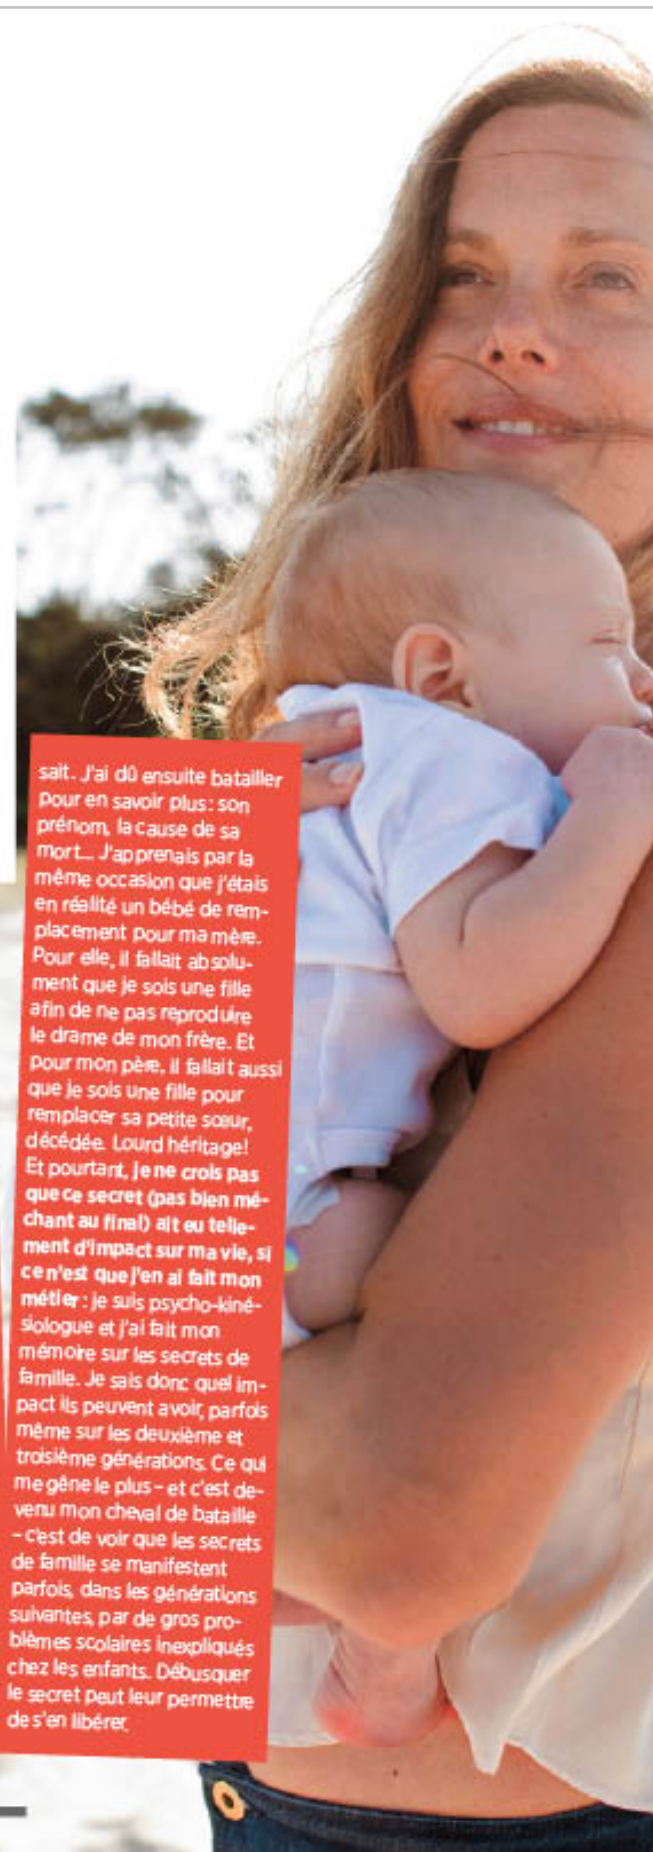 sait. J'ai dû ensuite batailler
pour en savoir plus : son
prénom, la cause de sa
mort... J'apprenais par la
même occasion que j'étais
en réalité un bébé de rem-
placement pour ma mère.
Pour elle, il fallait absolu-
ment que je sois une fille
afin de ne pas reproduire
le drame de mon frère. Et
pour mon père, il fallait aussi
que je sois une fille pour
remplacer sa petite sœur,
décédée. Lourd héritage!
Et pourtant, je ne crois pas
que ce secret (pas bien mé-
chant au final) ait eu telle-
ment d'impact sur ma vie, si
ce n'est que j'en ai fait mon
métier : je suis psycho-kiné-
siologue et j'ai fait mon
mémoire sur les secrets de
famille. Je sais donc quel im-
pact ils peuvent avoir, parfois
même sur les deuxième et
troisième générations. Ce qui
me gêne le plus – et c'est de-
venu mon cheval de bataille
– c'est de voir que les secrets
de famille se manifestent
parfois, dans les générations
suivantes, par de gros pro-
blèmes scolaires inexpliqués
chez les enfants. Débusquer
le secret peut leur permettre
de s'en libérer.